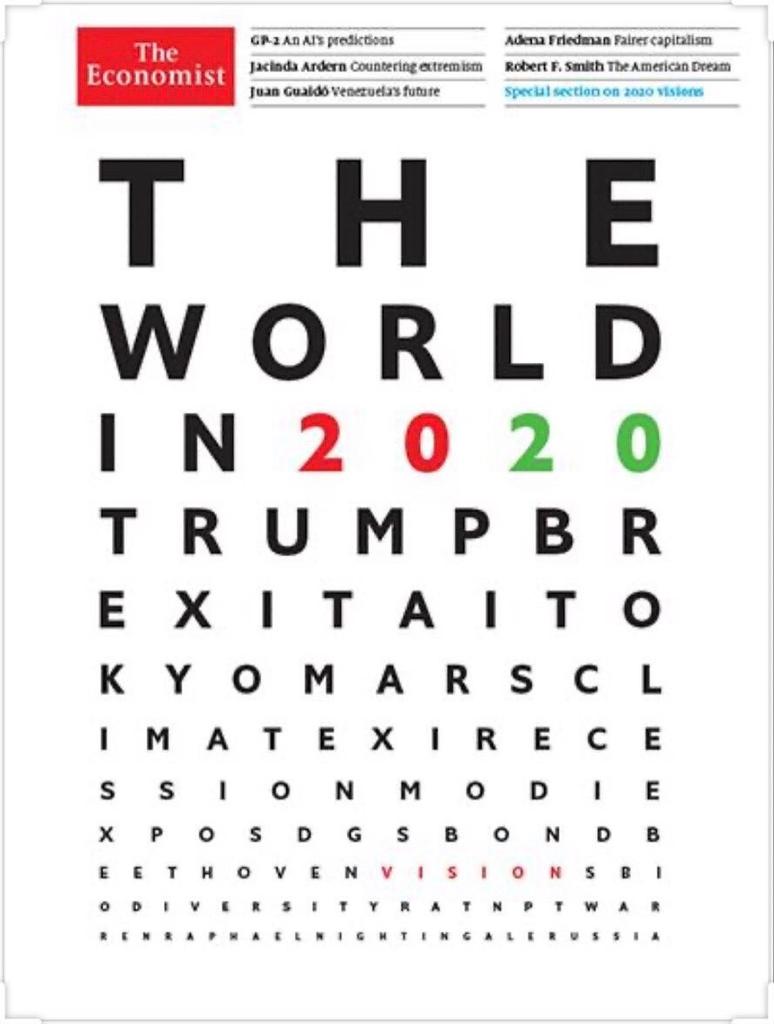 The
Economist
GP-2 An AI's predictions
Jacinda Ardern Countering extremism
Juan Guaidó Venezuela's future
Adena Friedman Fairer capitalism
Robert F. Smith The American Dream
Special section on 2020 visions
T H E
W O R L D
I N 2 0 2 0
T R U M P B R
E X I T A I T O
K Y O M A R S C L
I M A T E X I R E C E
S S I O N M O D I E
X P O S D G S B O N D B
E E T H O V E N V I S I O N S B I
O D I V E R S I T Y R A T N P T W A R
R E N R A P H A E L N I G H T I N G A L E R U S S I A